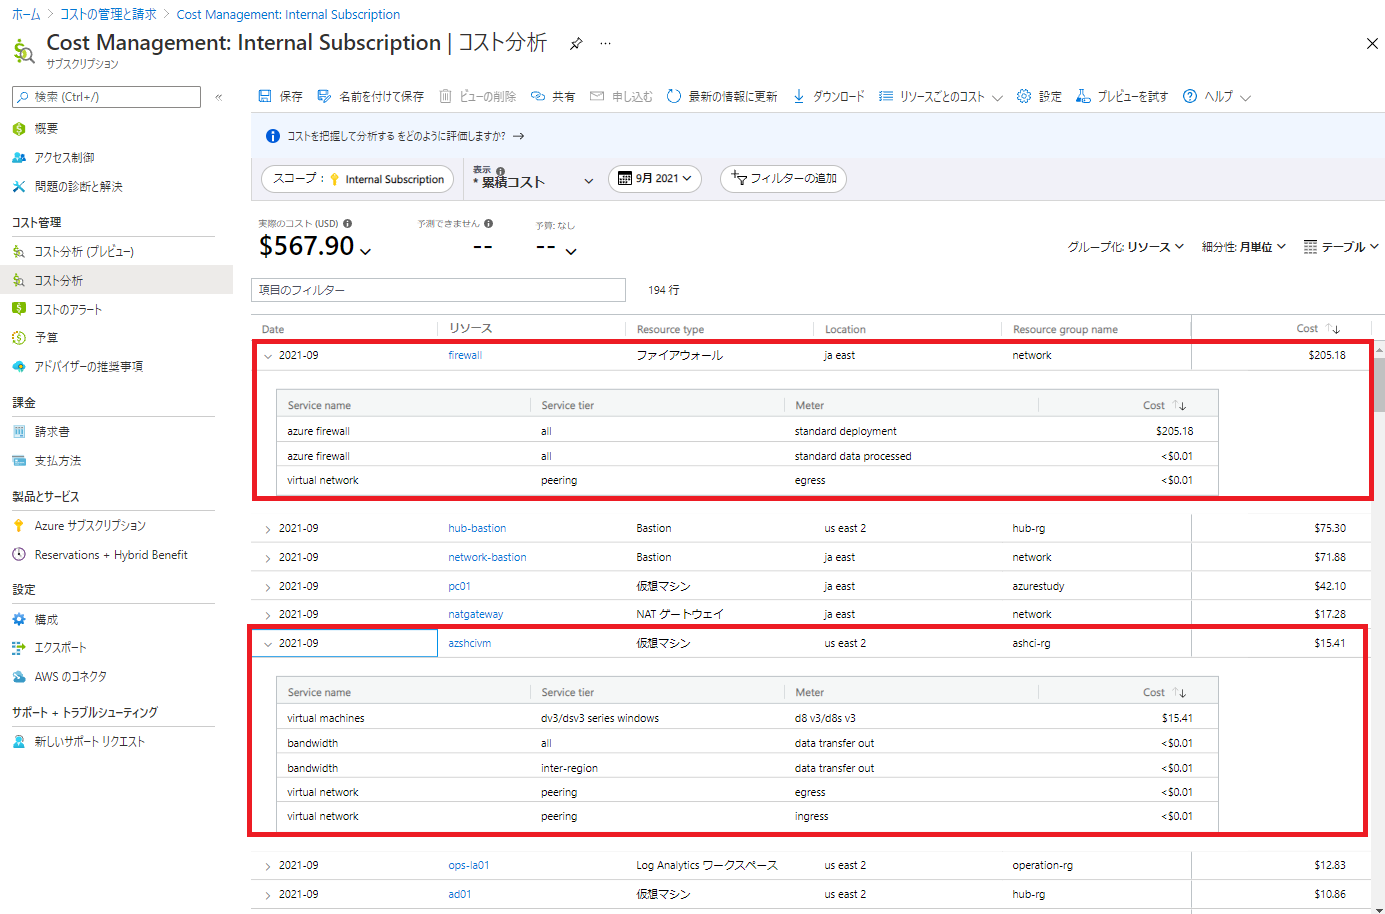 ホーム > コストの管理と請求 > Cost Management: Internal Subscription
Cost Management: Internal Subscription | コスト分析 ...
サブスクリプション
検索 (Ctrl+/)
«
概要
アクセス制御
問題の診断と解決
コスト管理
コスト分析 (プレビュー)
コスト分析
コストのアラート
予算
アドバイザーの推奨事項
課金
請求書
支払方法
製品とサービス
Azure サブスクリプション
Reservations + Hybrid Benefit
設定
構成
エクスポート
AWS のコネクタ
サポート + トラブルシューティング
新しいサポート リクエスト
保存 名前を付けて保存 ビューの削除 共有 申し込む 最新の情報に更新 ダウンロード リソースごとのコスト 設定 プレビューを試す ヘルプ
コストを把握して分析する をどのように評価しますか? →
スコープ : Internal Subscription
表示
* 累積コスト
9月 2021
フィルターの追加
実際のコスト (USD) 予測できません 予算: なし
$567.90 -- --
グループ化: リソース 細分性: 月単位 テーブル
項目のフィルター 194 行
Date リソース Resource type Location Resource group name Cost ↑↓
2021-09 firewall ファイアウォール ja east network $205.18
Service name Service tier Meter Cost ↑↓
azure firewall all standard deployment $205.18
azure firewall all standard data processed <$0.01
virtual network peering egress <$0.01
2021-09 hub-bastion Bastion us east 2 hub-rg $75.30
2021-09 network-bastion Bastion ja east network $71.88
2021-09 pc01 仮想マシン ja east azurestudy $42.10
2021-09 natgateway NAT ゲートウェイ ja east network $17.28
2021-09 azshcivm 仮想マシン us east 2 ashci-rg $15.41
Service name Service tier Meter Cost ↑↓
virtual machines dv3/dsv3 series windows d8 v3/d8s v3 $15.41
bandwidth all data transfer out <$0.01
bandwidth inter-region data transfer out <$0.01
virtual network peering egress <$0.01
virtual network peering ingress <$0.01
2021-09 ops-la01 Log Analytics ワークスペース us east 2 operation-rg $12.83
2021-09 ad01 仮想マシン us east 2 hub-rg $10.86